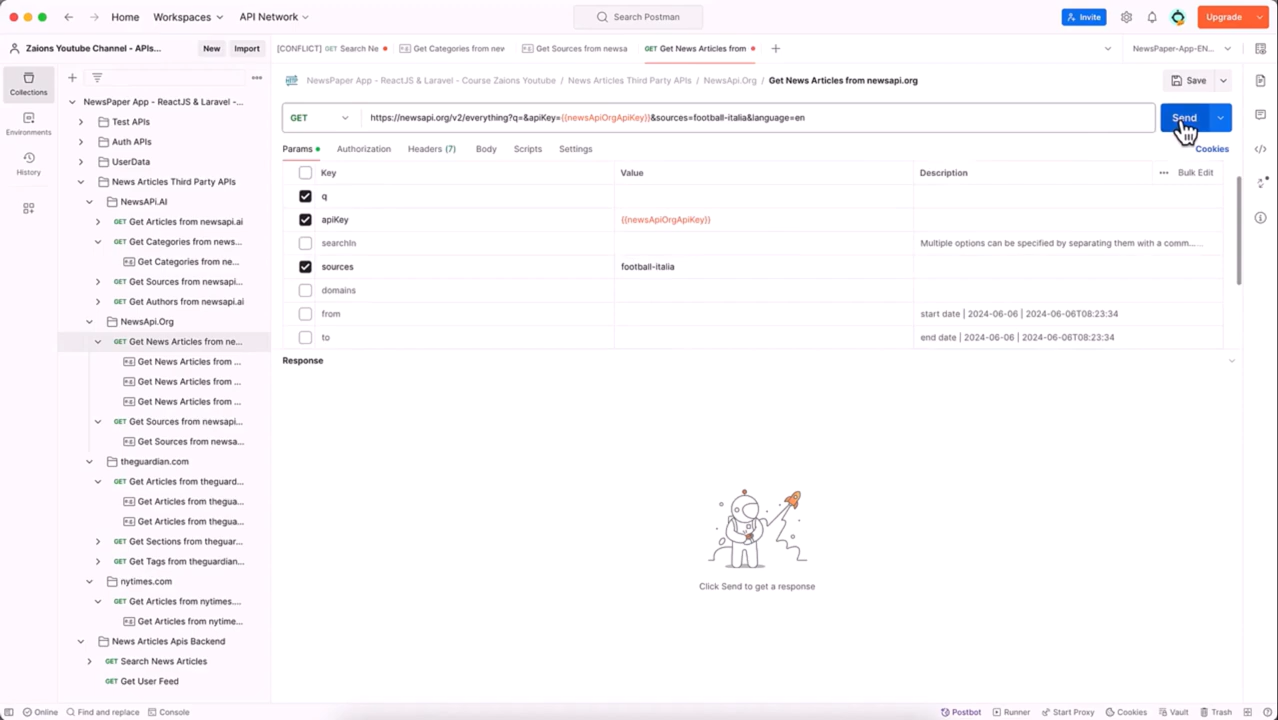 Home Workspaces API Network Search Postman Invite Upgrade
Zaions Youtube Channel - APIs... New Import [CONFLICT] GET Search Ne Get Categories from nev Get Sources from newsa GET Get News Articles from NewsPaper-App-EN...
Collections
Environments
History
NewsPaper App - ReactJS & Laravel -...
Test APIs
Auth APIs
UserData
News Articles Third Party APIs
NewsAPi.AI
GET Get Articles from newsapi.ai
GET Get Categories from news...
Get Categories from ne...
GET Get Sources from newsapi...
GET Get Authors from newsapi.ai
NewsApi.Org
GET Get News Articles from ne...
Get News Articles from ...
Get News Articles from ...
Get News Articles from ...
GET Get Sources from newsapi...
Get Sources from newsa...
theguardian.com
GET Get Articles from theguard...
Get Articles from thegua...
Get Articles from thegua...
GET Get Sections from theguar...
GET Get Tags from theguardian...
nytimes.com
GET Get Articles from nytimes....
Get Articles from nytime...
News Articles Apis Backend
GET Search News Articles
GET Get User Feed
NewsPaper App - ReactJS & Laravel - Course Zaions Youtube / News Articles Third Party APIs / NewsApi.Org / Get News Articles from newsapi.org Save
GET https://newsapi.org/v2/everything?q=&apiKey={{newsApiOrgApiKey}}&sources=football-italia&language=en Send
Params Authorization Headers (7) Body Scripts Settings Cookies
Key Value Description Bulk Edit
q
apiKey {{newsApiOrgApiKey}}
searchIn Multiple options can be specified by separating them with a comm...
sources football-italia
domains
from start date | 2024-06-06 | 2024-06-06T08:23:34
to end date | 2024-06-06 | 2024-06-06T08:23:34
Response
Click Send to get a response
Online Find and replace Console Postbot Runner Start Proxy Cookies Vault Trash